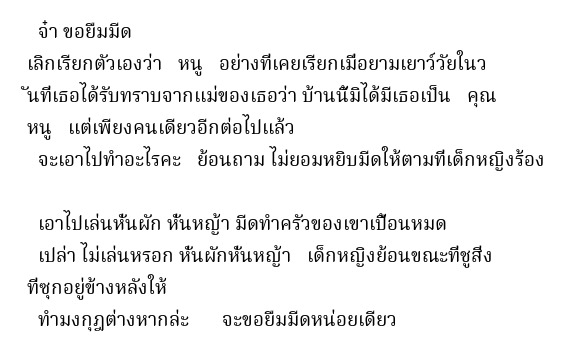 จ๋า ขอยืมมีด
เลิกเรียกตัวเองว่า หนู อย่างที่เคยเรียกเมื่อยามเยาว์วัยในว
ันที่เธอได้รับทราบจากแม่ของเธอว่า บ้านนี้มิได้มีเธอเป็น คุณ
หนู แต่เพียงคนเดียวอีกต่อไปแล้ว
จะเอาไปทำอะไรคะ ย้อนถาม ไม่ยอมหยิบมีดให้ตามที่เด็กหญิงร้อง
เอาไปเล่นหั่นผัก หั่นหญ้า มีดทำครัวของเขาเปื้อนหมด
เปล่า ไม่เล่นหรอก หั่นผักหั่นหญ้า เด็กหญิงย้อนขณะที่ชูสิ่ง
ที่ซุกอยู่ข้างหลังให้
ทำมงกุฎต่างหากล่ะ จะขอยืมมีดหน่อยเดียว